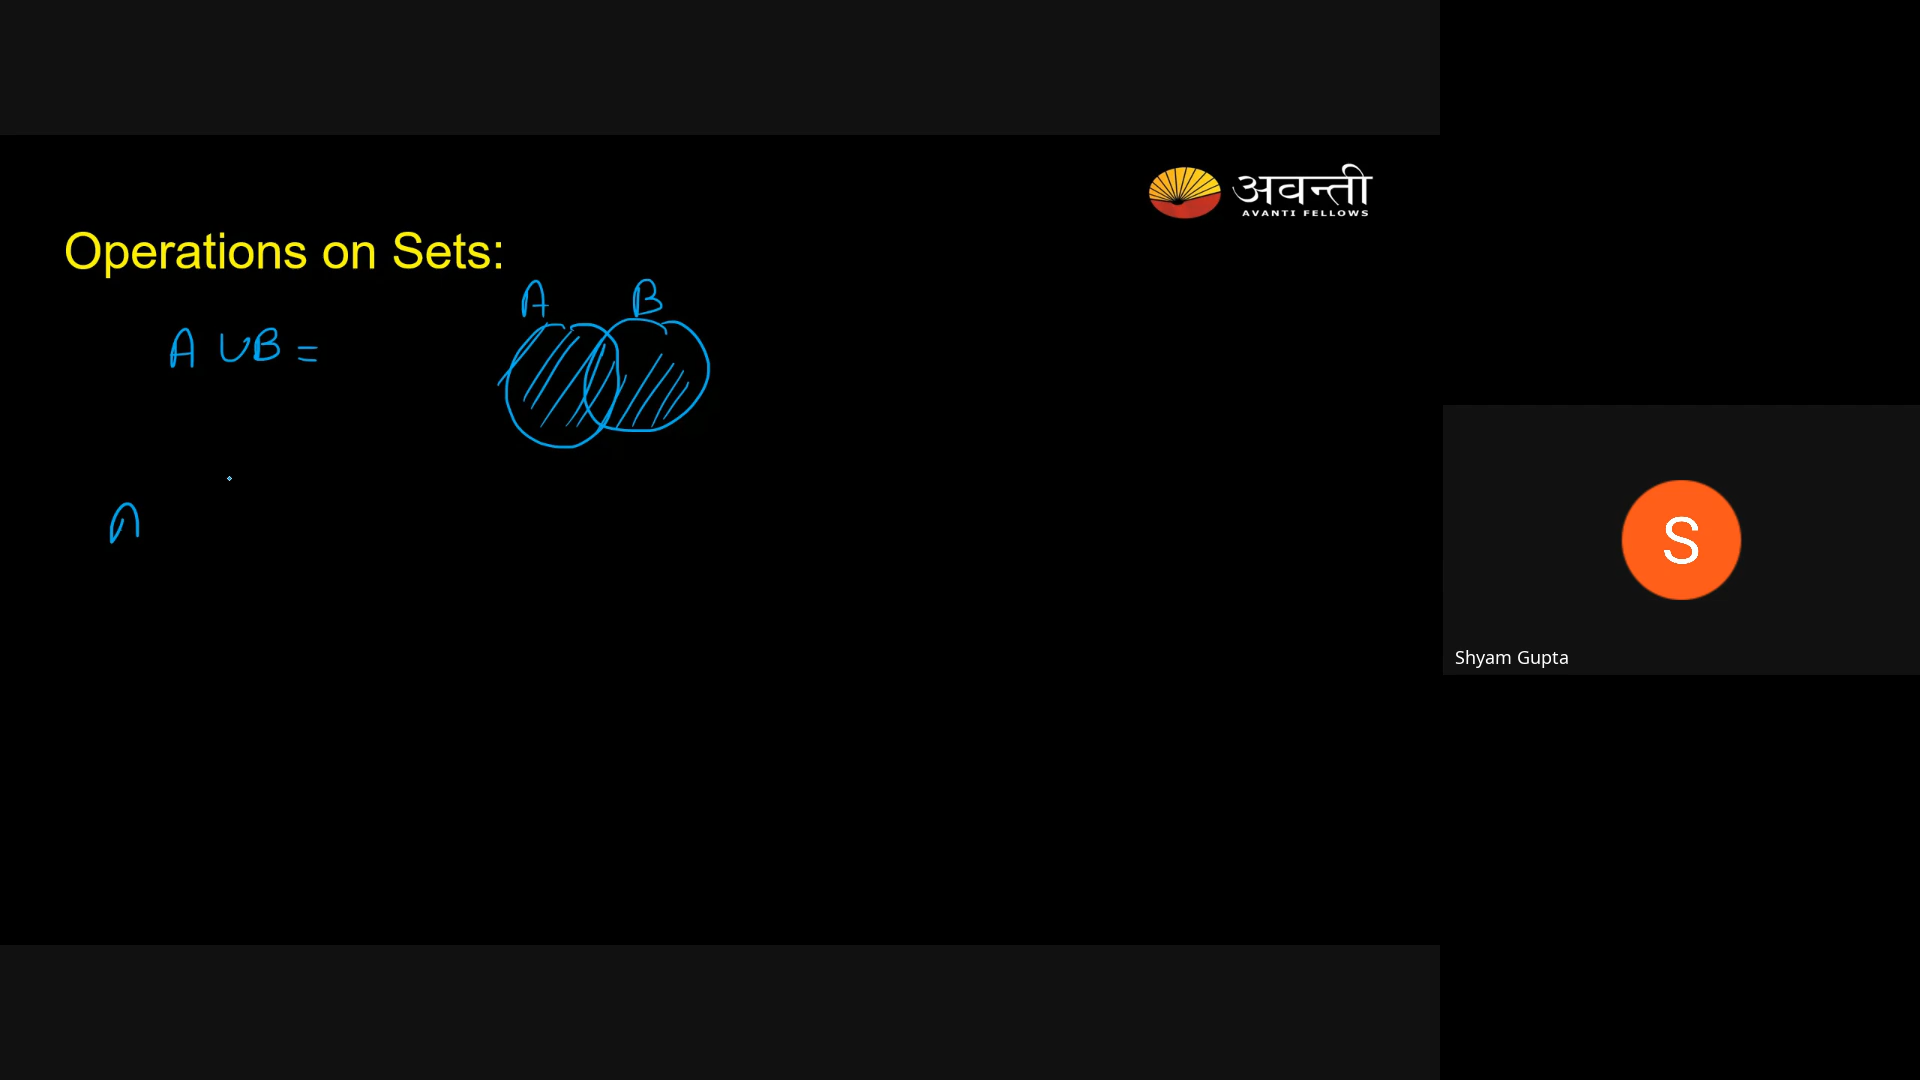 अवन्ती
AVANTI FELLOWS
Operations on Sets:
A B
A ∪ B =
S
Shyam Gupta